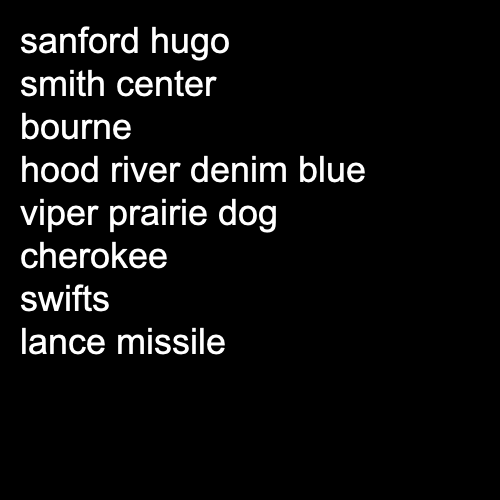 sanford hugo
smith center
bourne
hood river denim blue
viper prairie dog
cherokee
swifts
lance missile